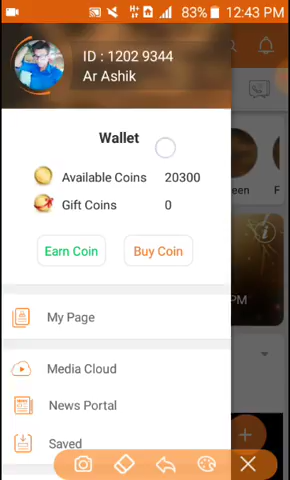 83% 12:43 PM
ID : 1202 9344
Ar Ashik
Wallet
Available Coins 20300
Gift Coins 0
Earn Coin Buy Coin
My Page
Media Cloud
News Portal
Saved
een F
PM